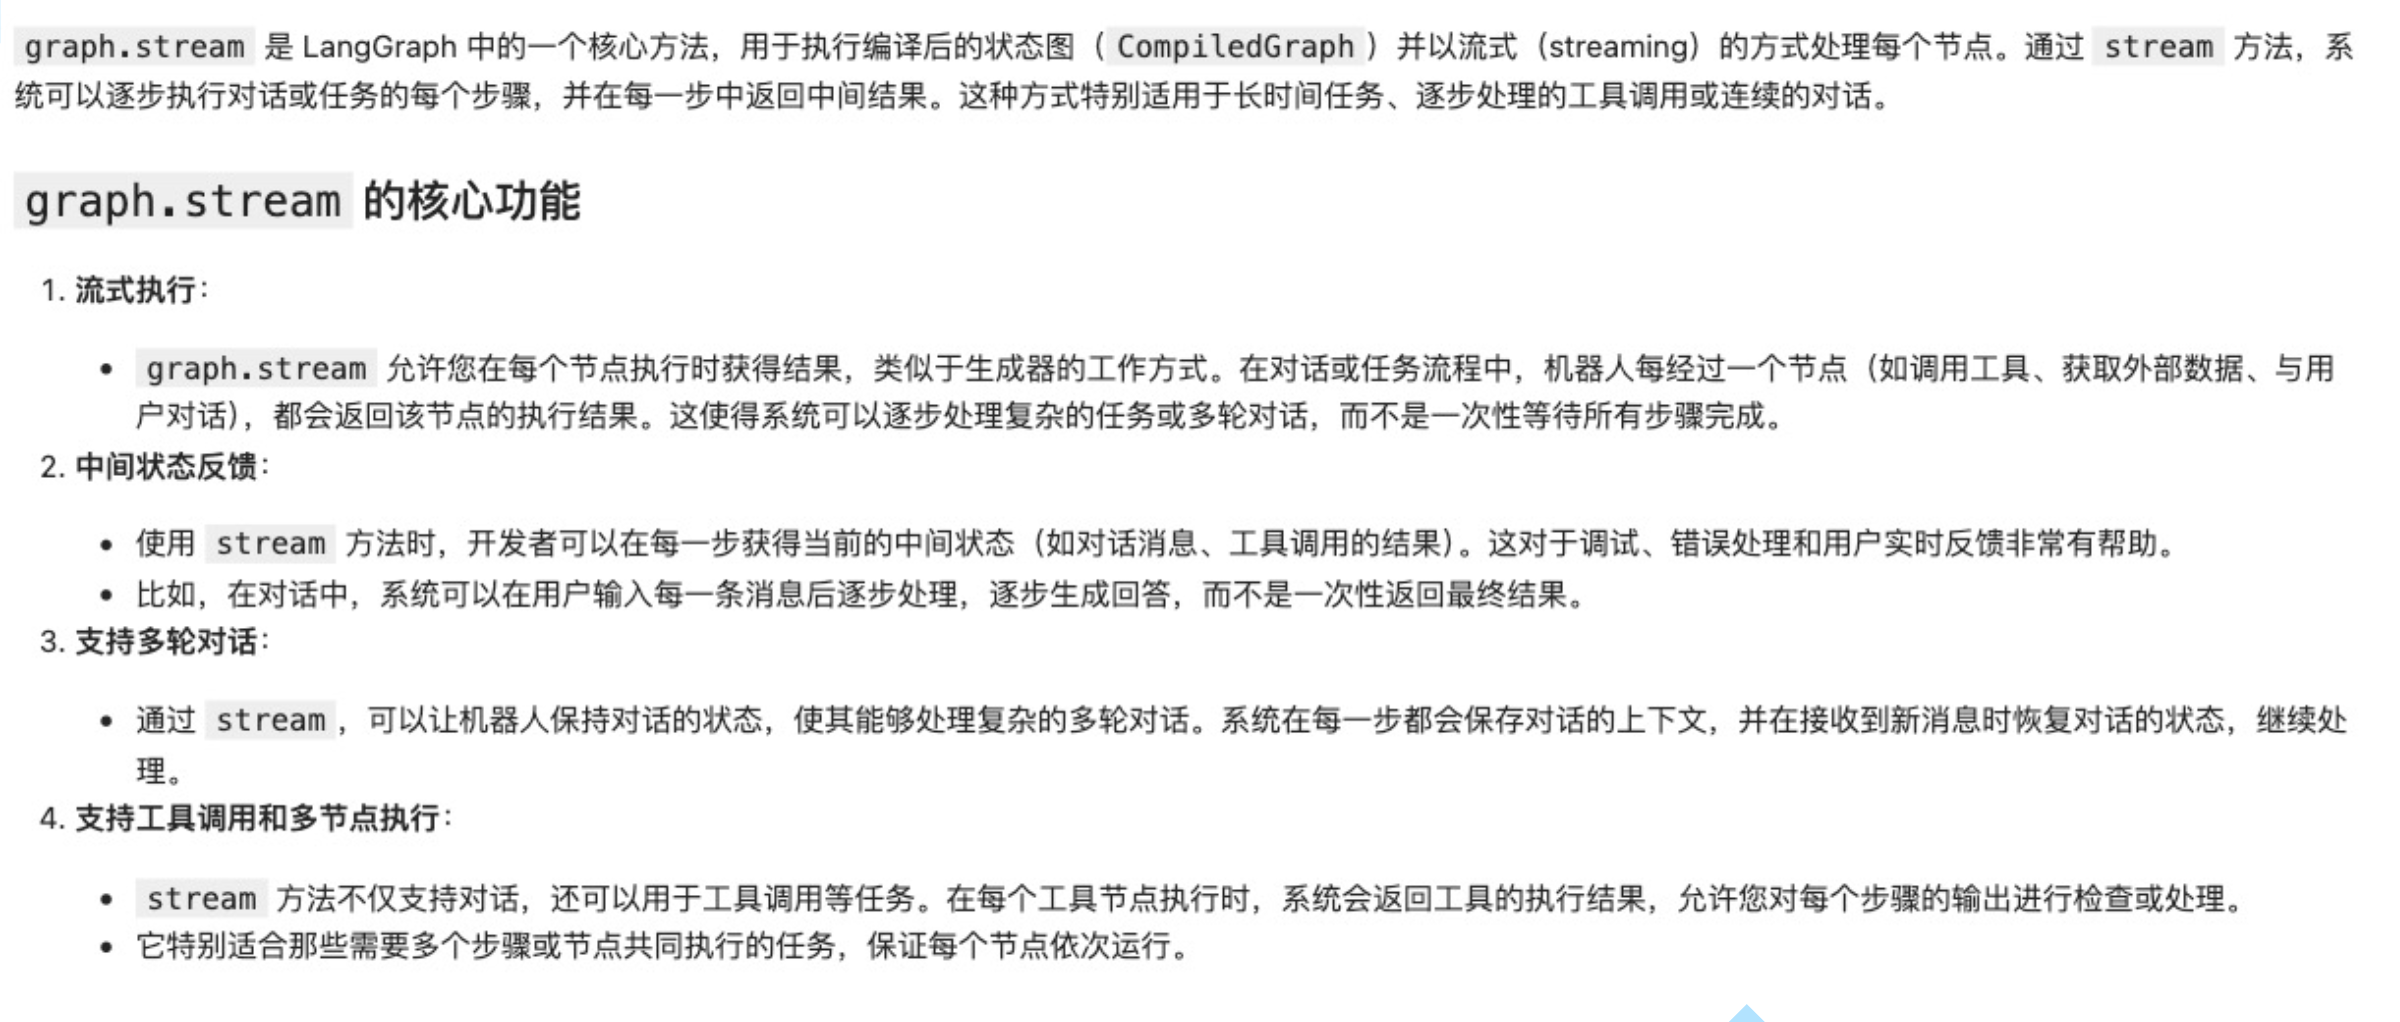 graph.stream 是 LangGraph 中的一个核心方法，用于执行编译后的状态图（ CompiledGraph ）并以流式（streaming）的方式处理每个节点。通过 stream 方法，系
统可以逐步执行对话或任务的每个步骤，并在每一步中返回中间结果。这种方式特别适用于长时间任务、逐步处理的工具调用或连续的对话。
graph.stream 的核心功能
1. 流式执行：
• graph.stream 允许您在每个节点执行时获得结果，类似于生成器的工作方式。在对话或任务流程中，机器人每经过一个节点（如调用工具、获取外部数据、与用
户对话），都会返回该节点的执行结果。这使得系统可以逐步处理复杂的任务或多轮对话，而不是一次性等待所有步骤完成。
2. 中间状态反馈：
• 使用 stream 方法时，开发者可以在每一步获得当前的中间状态（如对话消息、工具调用的结果）。这对于调试、错误处理和用户实时反馈非常有帮助。
• 比如，在对话中，系统可以在用户输入每一条消息后逐步处理，逐步生成回答，而不是一次性返回最终结果。
3. 支持多轮对话：
• 通过 stream ，可以让机器人保持对话的状态，使其能够处理复杂的多轮对话。系统在每一步都会保存对话的上下文，并在接收到新消息时恢复对话的状态，继续处
理。
4. 支持工具调用和多节点执行：
• stream 方法不仅支持对话，还可以用于工具调用等任务。在每个工具节点执行时，系统会返回工具的执行结果，允许您对每个步骤的输出进行检查或处理。
• 它特别适合那些需要多个步骤或节点共同执行的任务，保证每个节点依次运行。